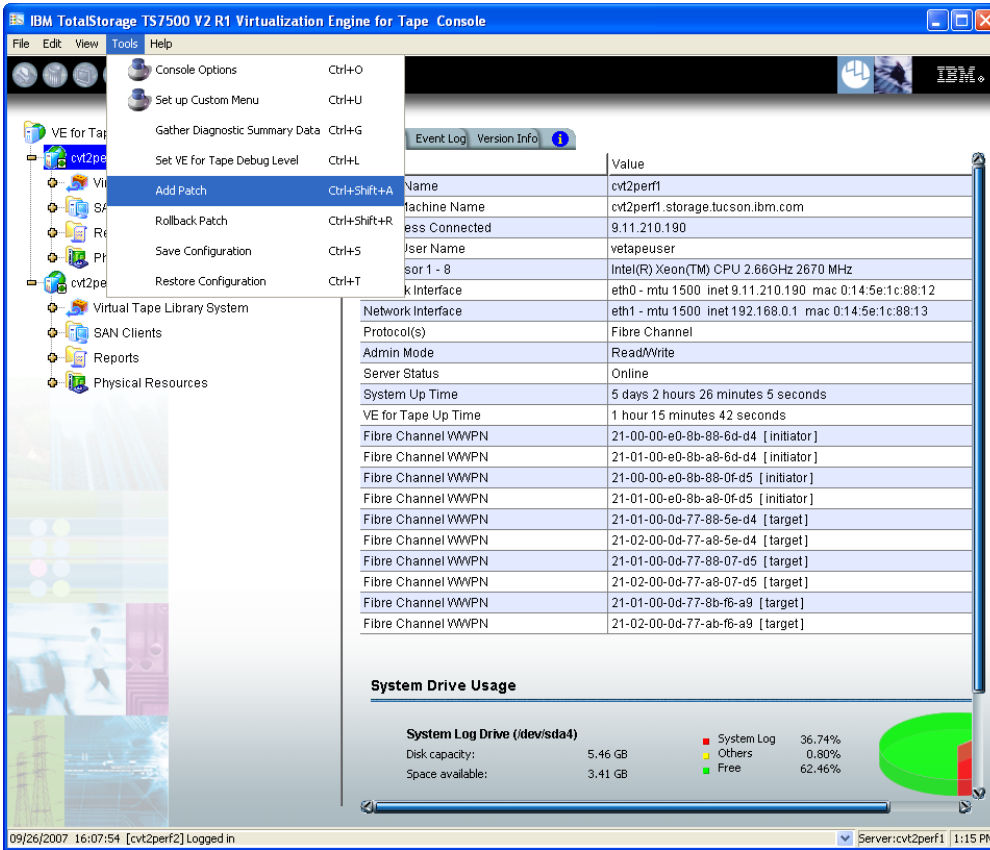 IBM TotalStorage TS7500 V2 R1 Virtualization Engine for Tape Console
File Edit View Tools Help
IBM
Console Options Ctrl+O
Set up Custom Menu Ctrl+U
Gather Diagnostic Summary Data Ctrl+G
Set VE for Tape Debug Level Ctrl+L
Add Patch Ctrl+Shift+A
Rollback Patch Ctrl+Shift+R
Save Configuration Ctrl+S
Restore Configuration Ctrl+T
VE for Tap
cvt2pe
Vi
SA
Re
Ph
cvt2pe
Virtual Tape Library System
SAN Clients
Reports
Physical Resources
Event Log Version Info
Value
Name cvt2perf1
Machine Name cvt2perf1.storage.tucson.ibm.com
ess Connected 9.11.210.190
User Name vetapeuser
sor 1 - 8 Intel(R) Xeon(TM) CPU 2.66GHz 2670 MHz
k Interface eth0 - mtu 1500 inet 9.11.210.190 mac 0:14:5e:1c:88:12
Network Interface eth1 - mtu 1500 inet 192.168.0.1 mac 0:14:5e:1c:88:13
Protocol(s) Fibre Channel
Admin Mode Read/Write
Server Status Online
System Up Time 5 days 2 hours 26 minutes 5 seconds
VE for Tape Up Time 1 hour 15 minutes 42 seconds
Fibre Channel WWPN 21-00-00-e0-8b-88-6d-d4 [initiator]
Fibre Channel WWPN 21-01-00-e0-8b-a8-6d-d4 [initiator]
Fibre Channel WWPN 21-00-00-e0-8b-88-0f-d5 [initiator]
Fibre Channel WWPN 21-01-00-e0-8b-a8-0f-d5 [initiator]
Fibre Channel WWPN 21-01-00-0d-77-88-5e-d4 [target]
Fibre Channel WWPN 21-02-00-0d-77-a8-5e-d4 [target]
Fibre Channel WWPN 21-01-00-0d-77-88-07-d5 [target]
Fibre Channel WWPN 21-02-00-0d-77-a8-07-d5 [target]
Fibre Channel WWPN 21-01-00-0d-77-8b-f6-a9 [target]
Fibre Channel WWPN 21-02-00-0d-77-ab-f6-a9 [target]
System Drive Usage
System Log Drive (/dev/sda4)
Disk capacity: 5.46 GB
Space available: 3.41 GB
System Log 36.74%
Others 0.80%
Free 62.46%
09/26/2007 16:07:54 [cvt2perf2] Logged in
Server:cvt2perf1 1:15 PM